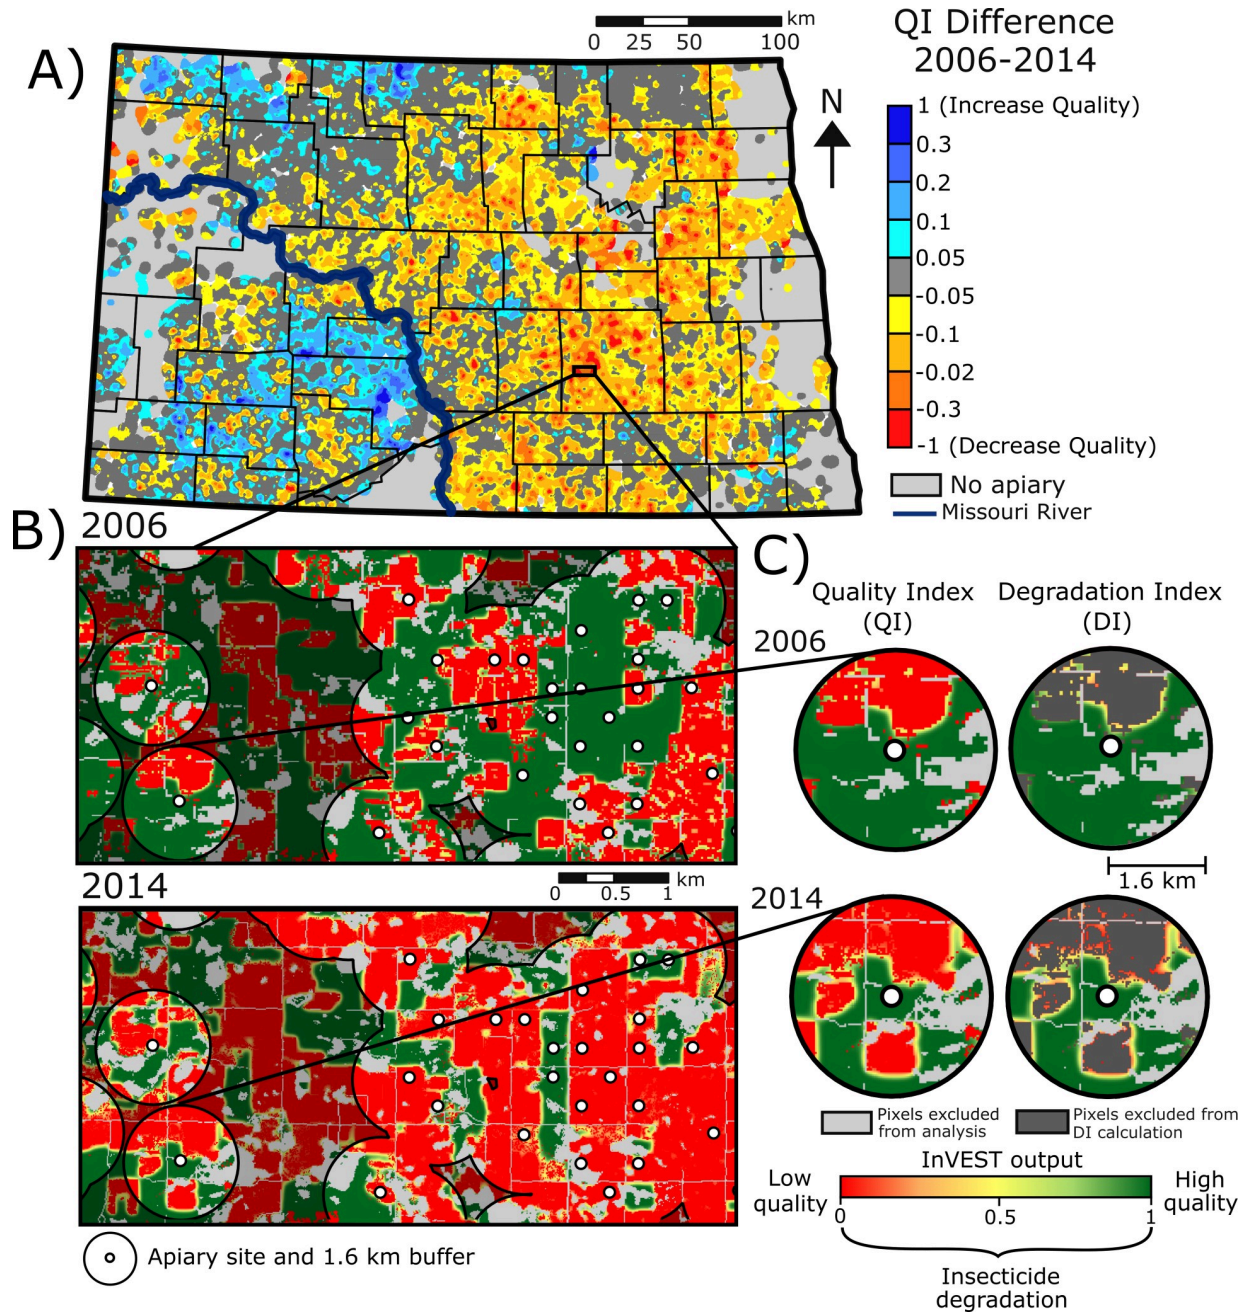 A)
km
0 25 50 100
N
QI Difference
2006-2014
1 (Increase Quality)
0.3
0.2
0.1
0.05
-0.05
-0.1
-0.02
-0.3
-1 (Decrease Quality)
No apiary
Missouri River
B)
2006
2014
km
0 0.5 1
Apiary site and 1.6 km buffer
C)
Quality Index
(QI)
Degradation Index
(DI)
2006
1.6 km
2014
Pixels excluded
from analysis
Pixels excluded from
DI calculation
InVEST output
Low
quality
High
quality
0 0.5 1
Insecticide
degradation